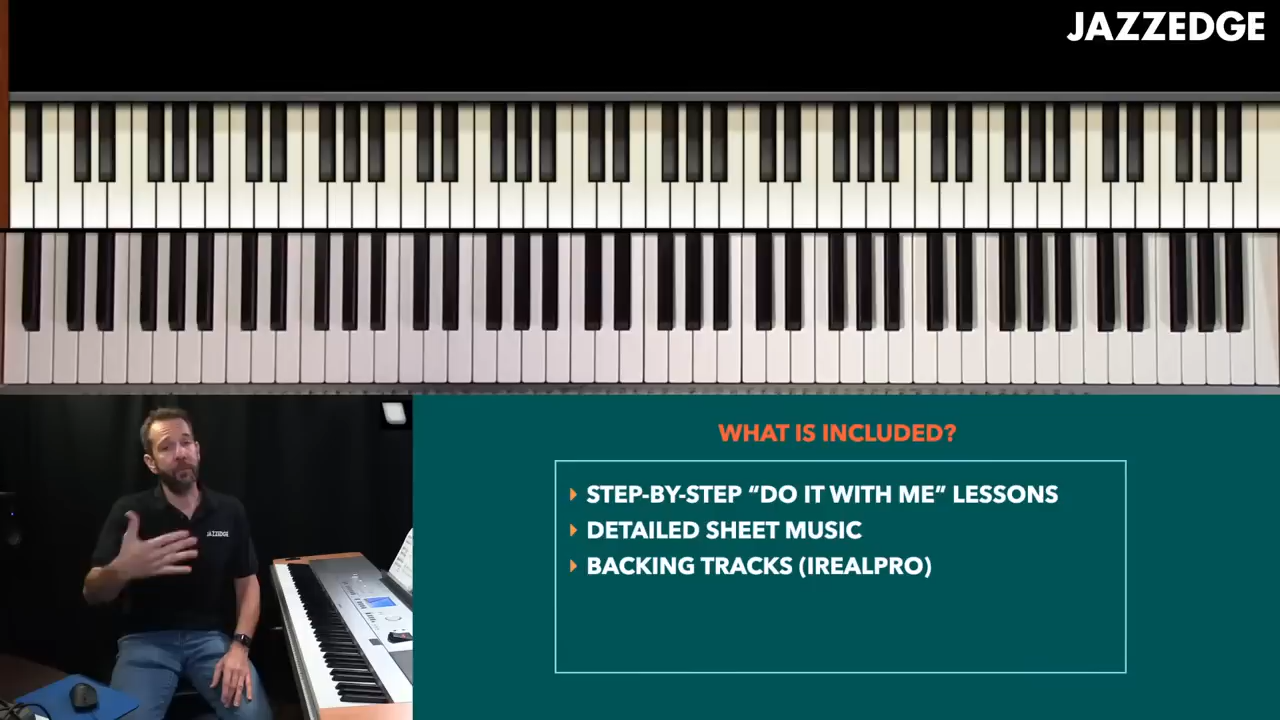 JAZZEDGE
JAZZEDGE
WHAT IS INCLUDED?
STEP-BY-STEP “DO IT WITH ME” LESSONS
DETAILED SHEET MUSIC
BACKING TRACKS (IREALPRO)